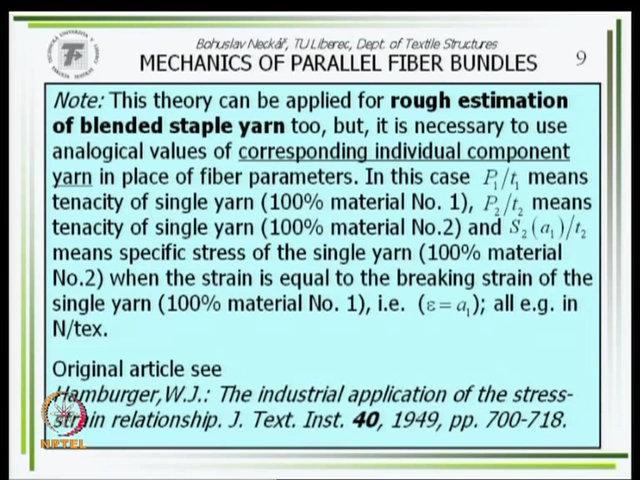 Bohuslav Neckář, TU Liberec, Dept. of Textile Structures
MECHANICS OF PARALLEL FIBER BUNDLES 9
Note: This theory can be applied for rough estimation
of blended staple yarn too, but, it is necessary to use
analogical values of corresponding individual component
yarn in place of fiber parameters. In this case P₁/t₁ means
tenacity of single yarn (100% material No. 1), P₂/t₂ means
tenacity of single yarn (100% material No.2) and S₂(a₁)/t₂
means specific stress of the single yarn (100% material
No.2) when the strain is equal to the breaking strain of the
single yarn (100% material No. 1), i.e. (ε=a₁); all e.g. in
N/tex.
Original article see
Hamburger,W.J.: The industrial application of the stress-
strain relationship. J. Text. Inst. 40, 1949, pp. 700-718.
NPTEL